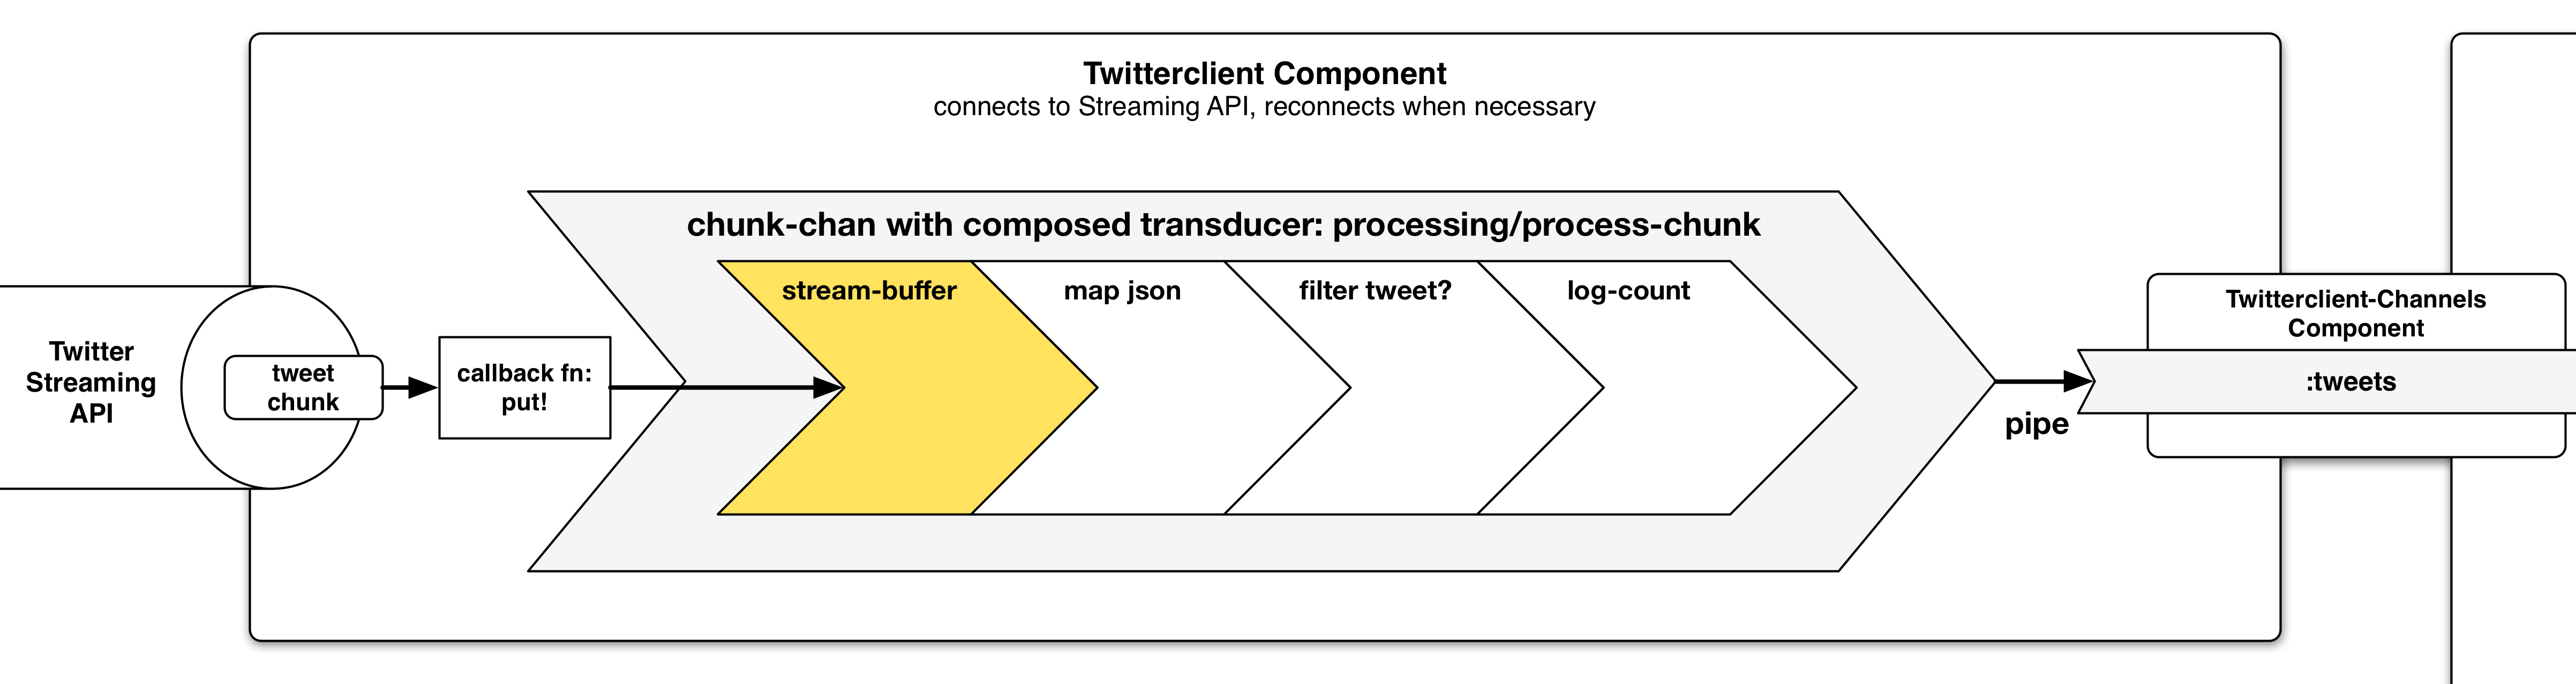 Twitterclient Component
connects to Streaming API, reconnects when necessary
chunk-chan with composed transducer: processing/process-chunk
stream-buffer
map json
filter tweet?
log-count
Twitter
Streaming
API
tweet
chunk
callback fn:
put!
pipe
Twitterclient-Channels
Component
:tweets